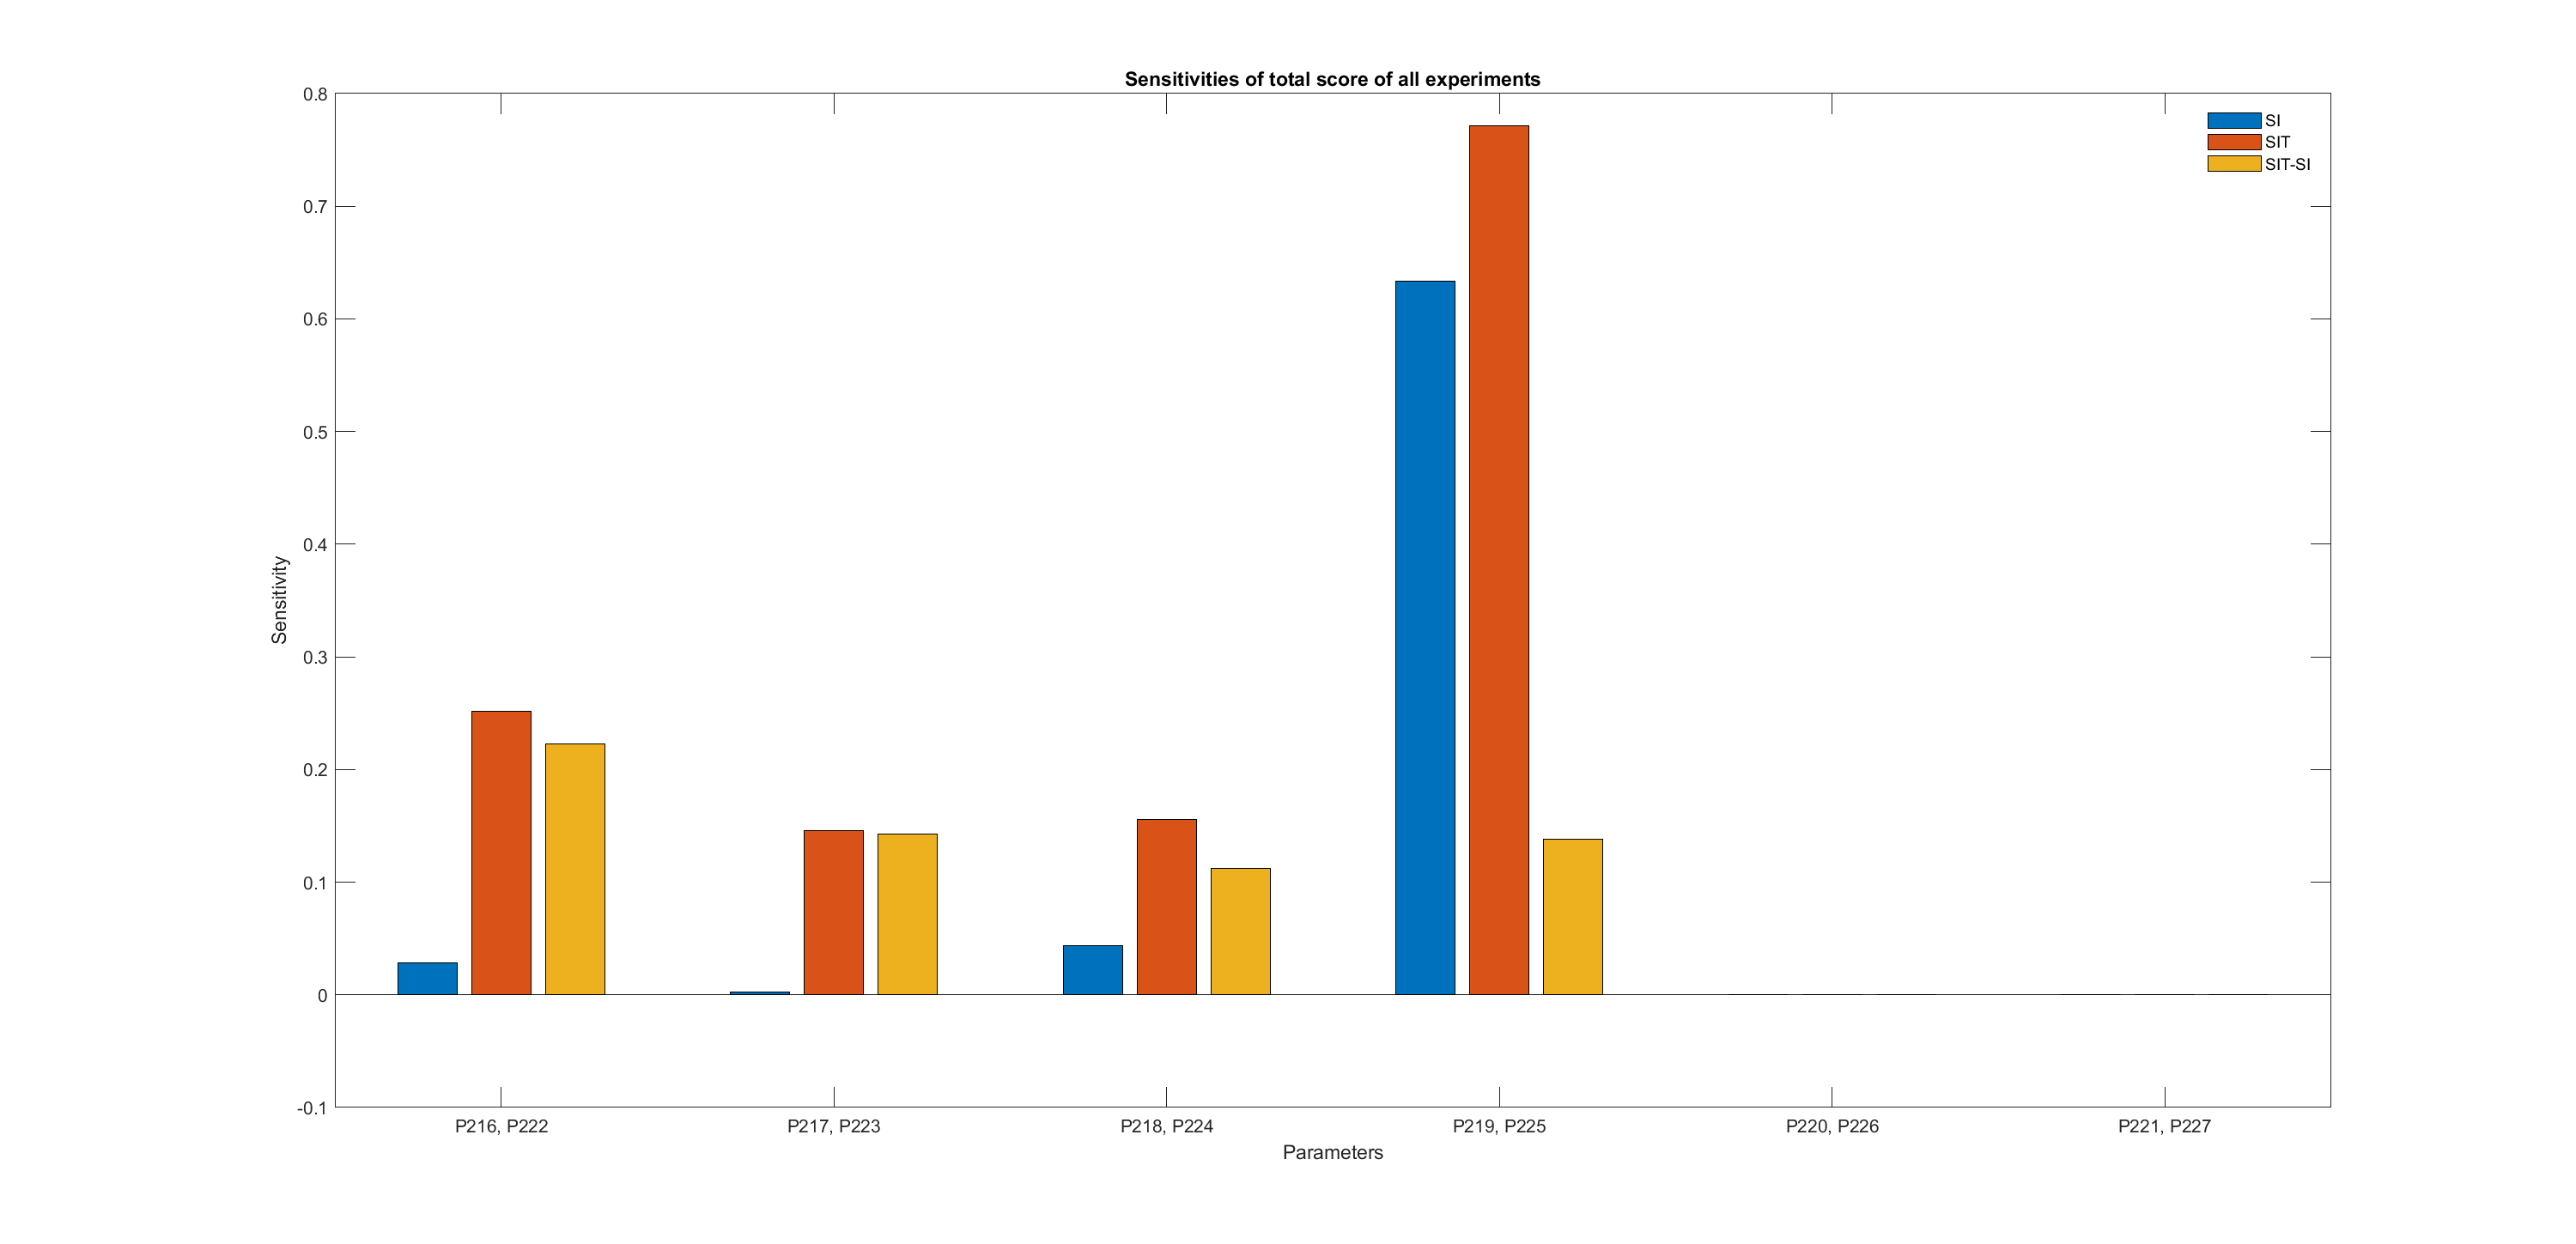 Sensitivities of total score of all experiments
0.8
0.7
0.6
0.5
0.4
0.3
0.2
0.1
0
-0.1
Sensitivity
SI
SIT
SIT-SI
P216, P222
P217, P223
P218, P224
P219, P225
P220, P226
P221, P227
Parameters